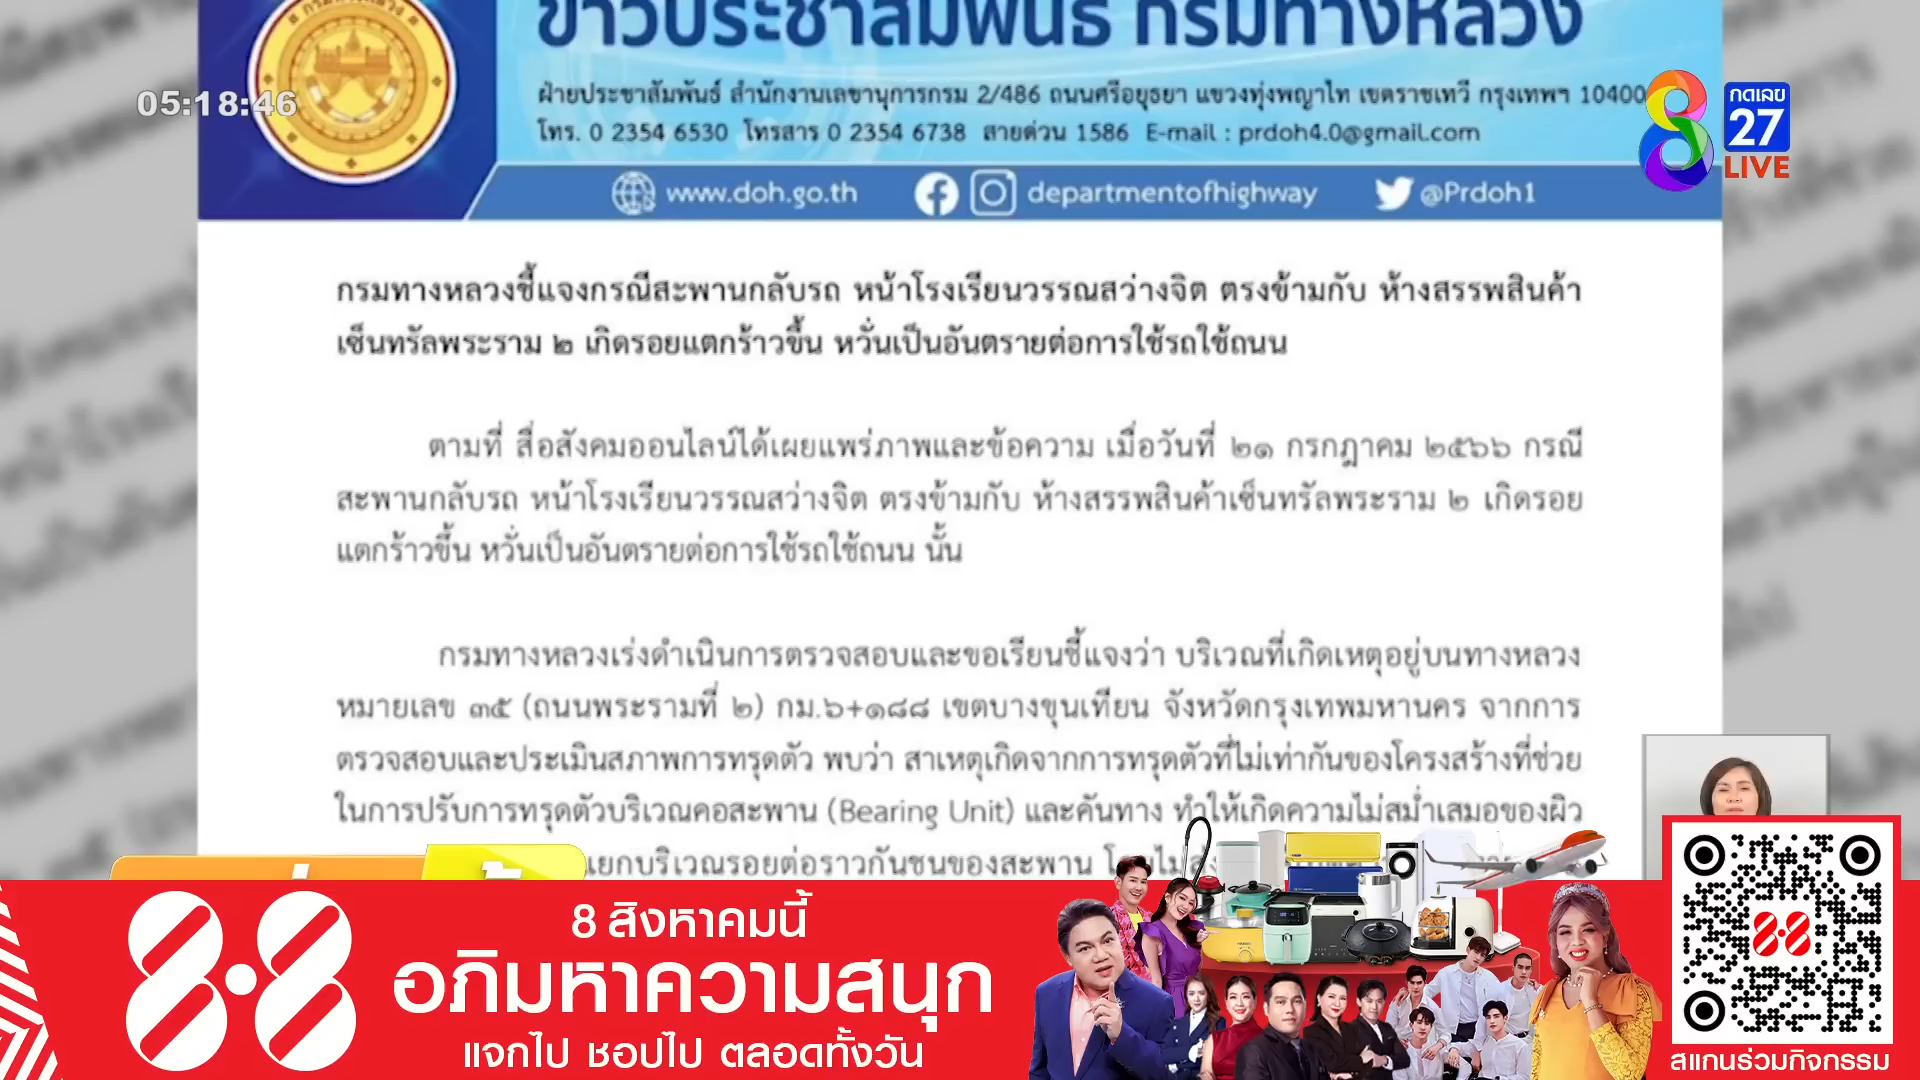 ข่าวประชาสัมพันธ์ กรมทางหลวง
05:18:46
ฝ่ายประชาสัมพันธ์ สำนักงานเลขานุการกรม 2/486 ถนนศรีอยุธยา แขวงทุ่งพญาไท เขตราชเทวี กรุงเทพฯ 10400
โทร. 0 2354 6530 โทรสาร 0 2354 6738 สายด่วน 1586 E-mail : prdoh4.0@gmail.com
8
กดเลข
27
LIVE
www.doh.go.th departmentofhighway @Prdoh1
กรมทางหลวงชี้แจงกรณีสะพานกลับรถ หน้าโรงเรียนวรรณสว่างจิต ตรงข้ามกับ ห้างสรรพสินค้า
เซ็นทรัลพระราม ๒ เกิดรอยแตกร้าวขึ้น หวั่นเป็นอันตรายต่อการใช้รถใช้ถนน
ตามที่ สื่อสังคมออนไลน์ได้เผยแพร่ภาพและข้อความ เมื่อวันที่ ๒๑ กรกฎาคม ๒๕๖๖ กรณี
สะพานกลับรถ หน้าโรงเรียนวรรณสว่างจิต ตรงข้ามกับ ห้างสรรพสินค้าเซ็นทรัลพระราม ๒ เกิดรอย
แตกร้าวขึ้น หวั่นเป็นอันตรายต่อการใช้รถใช้ถนน นั้น
กรมทางหลวงเร่งดำเนินการตรวจสอบและขอเรียนชี้แจงว่า บริเวณที่เกิดเหตุอยู่บนทางหลวง
หมายเลข ๓๕ (ถนนพระรามที่ ๒) กม.๖+๑๘๘ เขตบางขุนเทียน จังหวัดกรุงเทพมหานคร จากการ
ตรวจสอบและประเมินสภาพการทรุดตัว พบว่า สาเหตุเกิดจากการทรุดตัวที่ไม่เท่ากันของโครงสร้างที่ช่วย
ในการปรับการทรุดตัวบริเวณคอสะพาน (Bearing Unit) และคันทาง ทำให้เกิดความไม่สม่ำเสมอของผิว
แยกบริเวณรอยต่อราวกันชนของสะพาน
8.8
8 สิงหาคมนี้
อภิมหาความสนุก
แจกไป ชอปไป ตลอดทั้งวัน
8.8
สแกนร่วมกิจกรรม